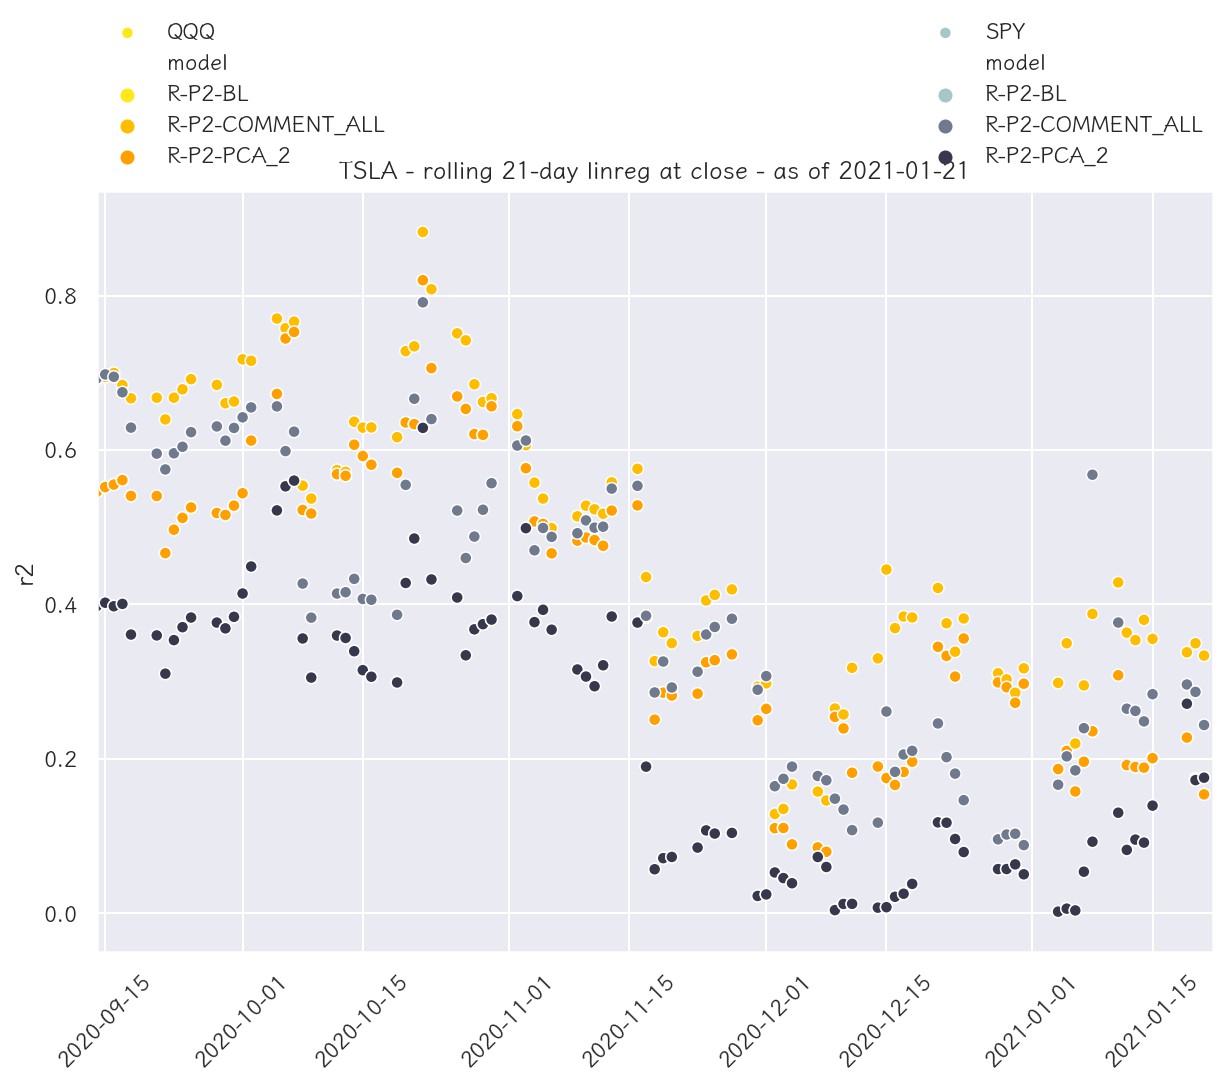 QQQ
model
R-P2-BL
R-P2-COMMENT_ALL
R-P2-PCA_2
SPY
model
R-P2-BL
R-P2-COMMENT_ALL
R-P2-PCA_2
TSLA - rolling 21-day linreg at close - as of 2021-01-21
r2
0.8
0.6
0.4
0.2
0.0
2020-09-15
2020-10-01
2020-10-15
2020-11-01
2020-11-15
2020-12-01
2020-12-15
2021-01-01
2021-01-15